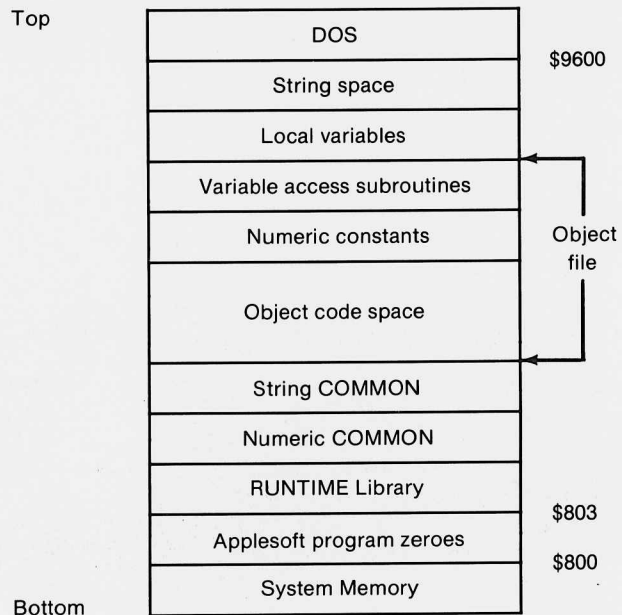 Top
DOS
$9600
String space
Local variables
Variable access subroutines
Numeric constants
Object
file
Object code space
String COMMON
Numeric COMMON
RUNTIME Library
$803
Applesoft program zeroes
$800
System Memory
Bottom